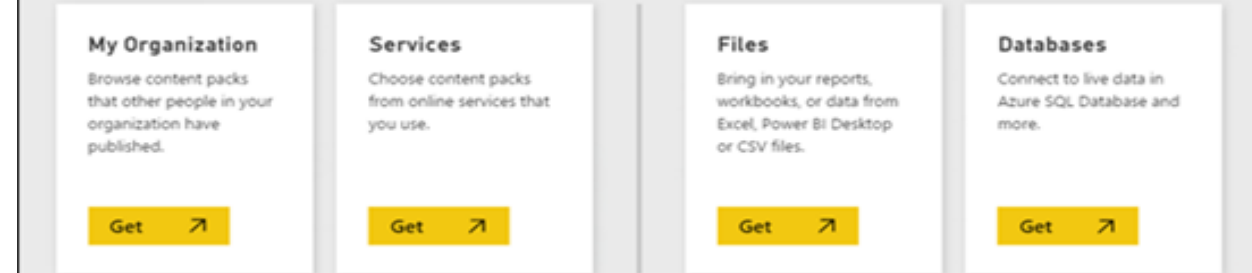 My Organization
Browse content packs
that other people in your
organization have
published.
Get
Services
Choose content packs
from online services that
you use.
Get
Files
Bring in your reports,
workbooks, or data from
Excel, Power BI Desktop
or CSV files.
Get
Databases
Connect to live data in
Azure SQL Database and
more.
Get